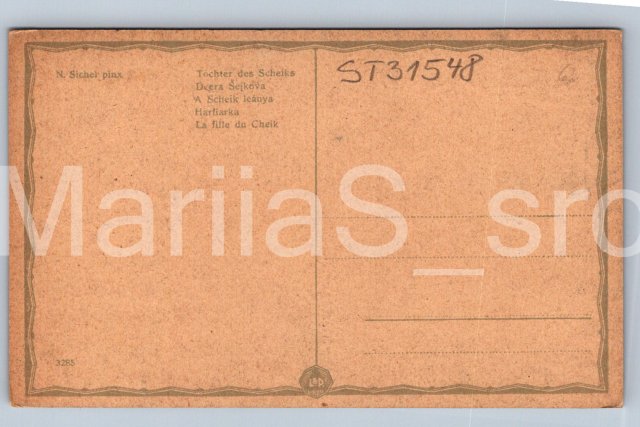 N. Sichel pinx
Tochter des Scheiks
Dcera Šejkova
A Scheik leánya
Harfiarka
La fille du Cheik
ST31548
MariiaS_sro
3285